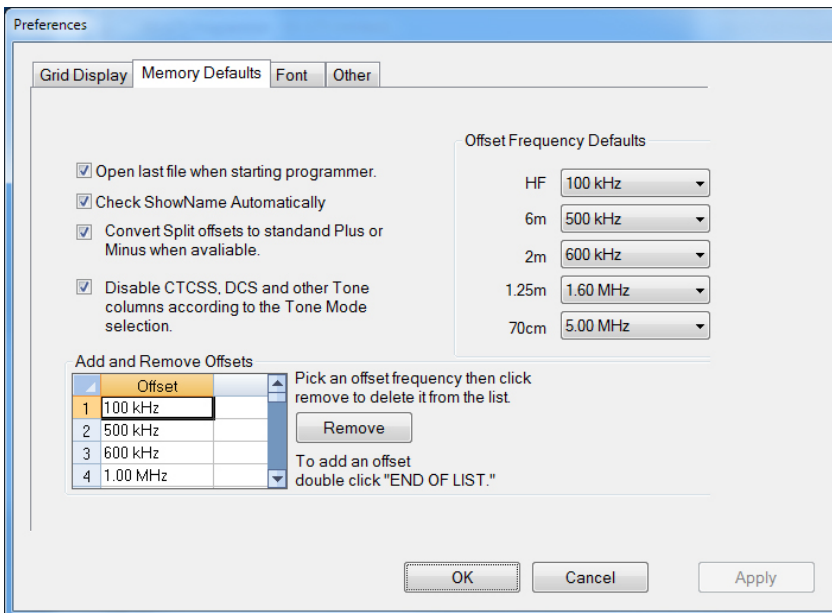 Preferences
Grid Display
Memory Defaults
Font
Other
Open last file when starting programmer.
Check ShowName Automatically
Convert Split offsets to standand Plus or
Minus when avaliable.
Disable CTCSS, DCS and other Tone
columns according to the Tone Mode
selection.
Offset Frequency Defaults
HF 100 kHz
6m 500 kHz
2m 600 kHz
1.25m 1.60 MHz
70cm 5.00 MHz
Add and Remove Offsets
Offset
1 100 kHz
2 500 kHz
3 600 kHz
4 1.00 MHz
Pick an offset frequency then click
remove to delete it from the list.
Remove
To add an offset
double click "END OF LIST."
OK
Cancel
Apply